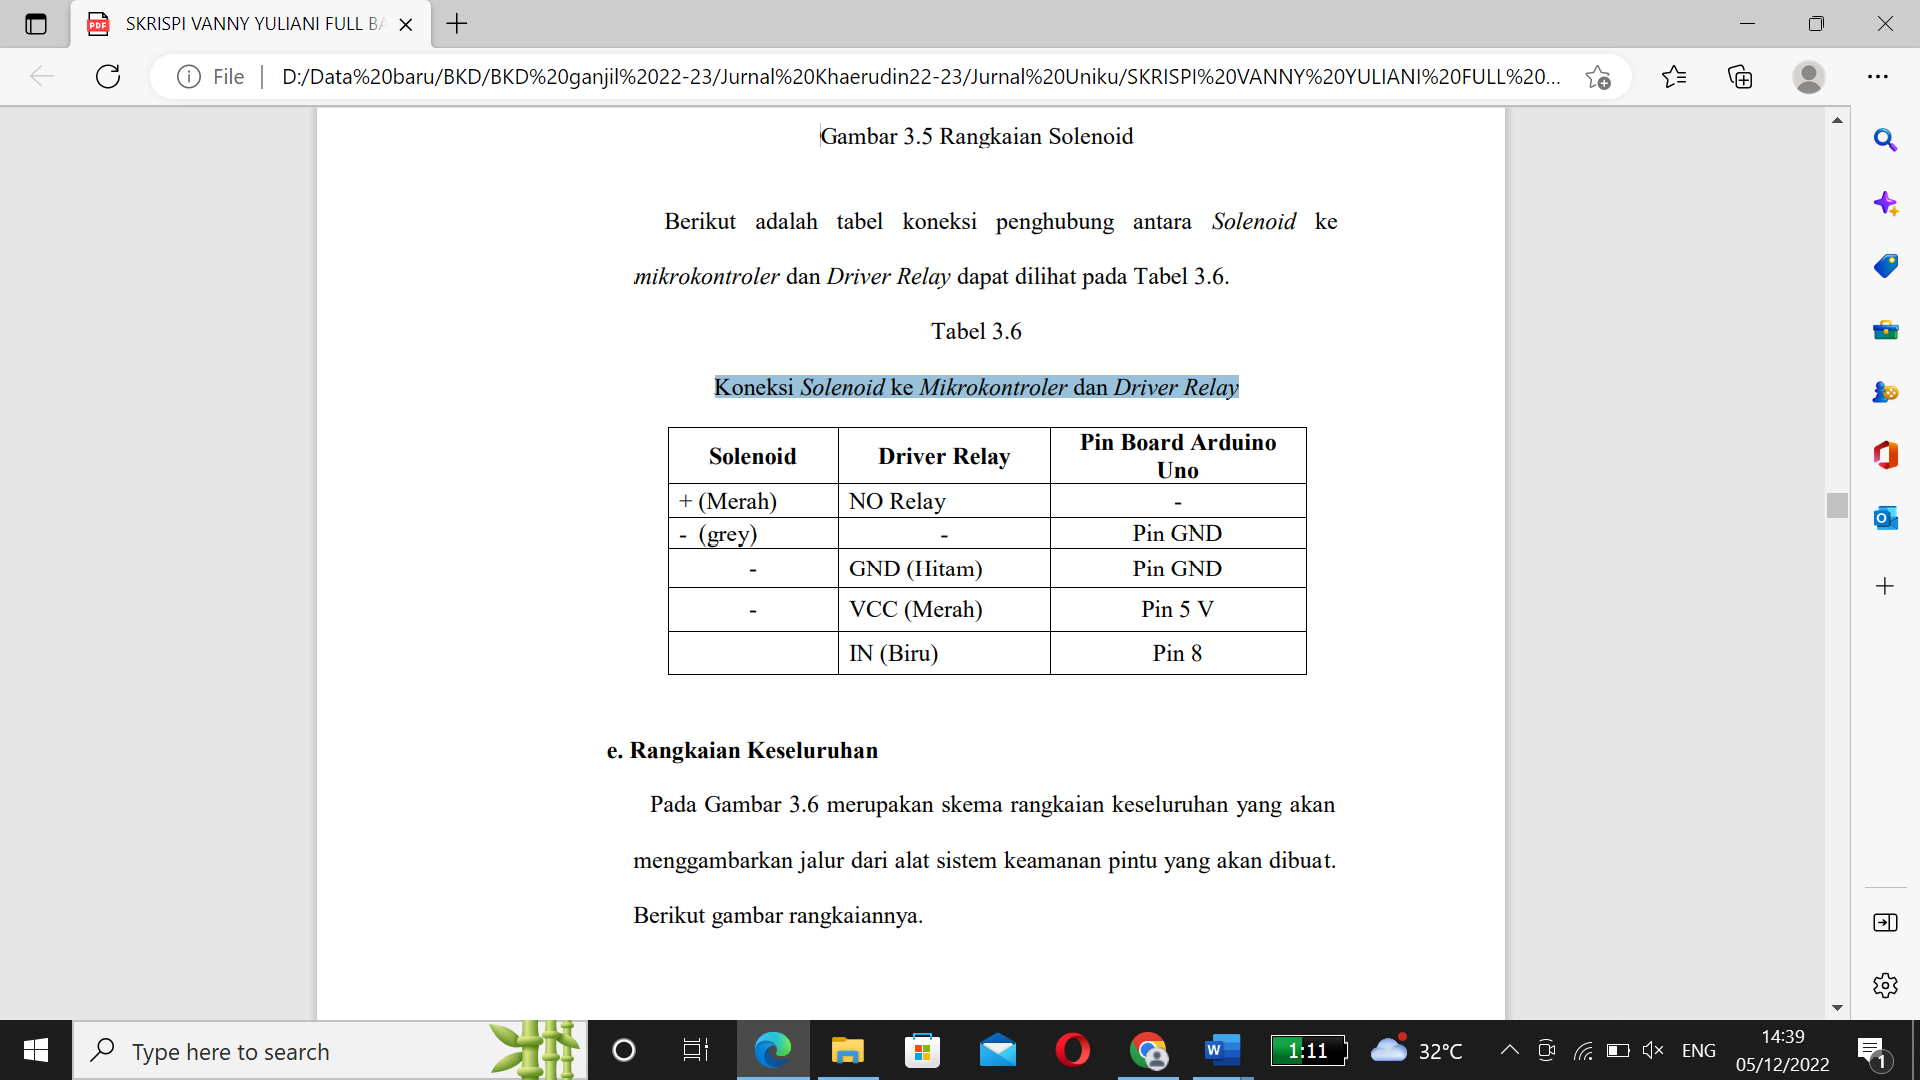 SKRISPI VANNY YULIANI FULL BA
File
D:/Data%20baru/BKD/BKD%20ganjil%2022-23/Jurnal%20Khaerudin22-23/Jurnal%20Uniku/SKRISPI%20VANNY%20YULIANI%20FULL%20...
Gambar 3.5 Rangkaian Solenoid
Berikut adalah tabel koneksi penghubung antara Solenoid ke
mikrokontroler dan Driver Relay dapat dilihat pada Tabel 3.6.
Tabel 3.6
Koneksi Solenoid ke Mikrokontroler dan Driver Relay
Solenoid Driver Relay Pin Board Arduino
Uno
+ (Merah) NO Relay -
- (grey) - Pin GND
- GND (Hitam) Pin GND
- VCC (Merah) Pin 5 V
IN (Biru) Pin 8
e. Rangkaian Keseluruhan
Pada Gambar 3.6 merupakan skema rangkaian keseluruhan yang akan
menggambarkan jalur dari alat sistem keamanan pintu yang akan dibuat.
Berikut gambar rangkaiannya.
Type here to search
1:11
32°C
ENG
14:39
05/12/2022
1